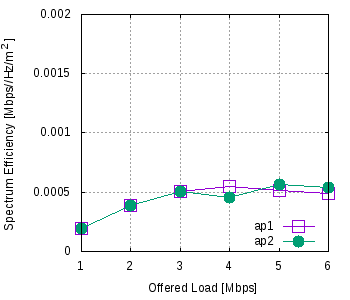 0.002
0.0015
0.001
0.0005
0
Spectrum Efficiency [Mbps//Hz/m²]
ap1
ap2
1 2 3 4 5 6
Offered Load [Mbps]